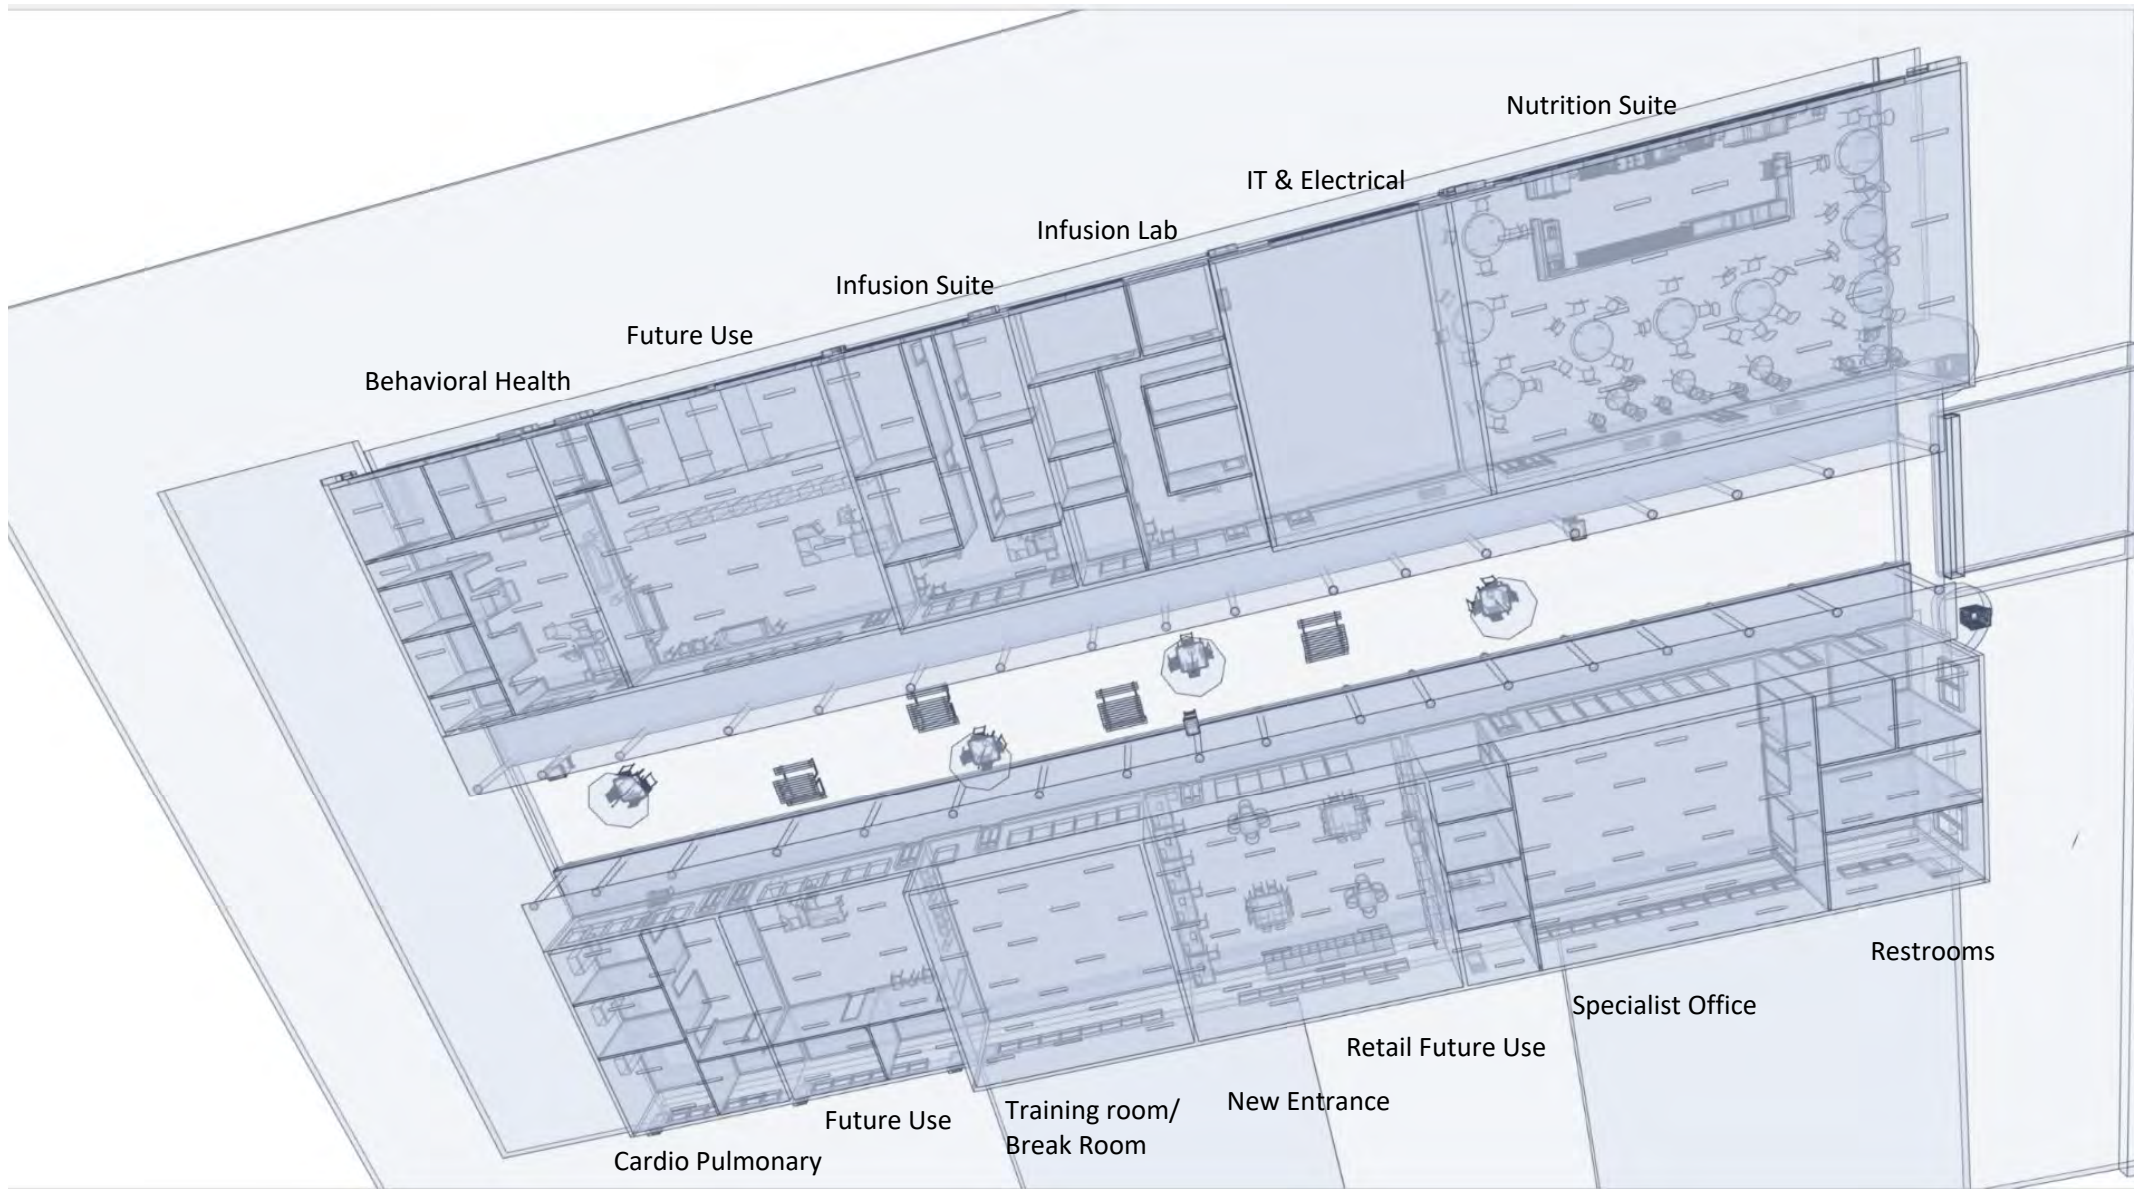 Nutrition Suite
IT & Electrical
Infusion Lab
Infusion Suite
Future Use
Behavioral Health
Restrooms
Specialist Office
Retail Future Use
New Entrance
Training room/
Break Room
Future Use
Cardio Pulmonary